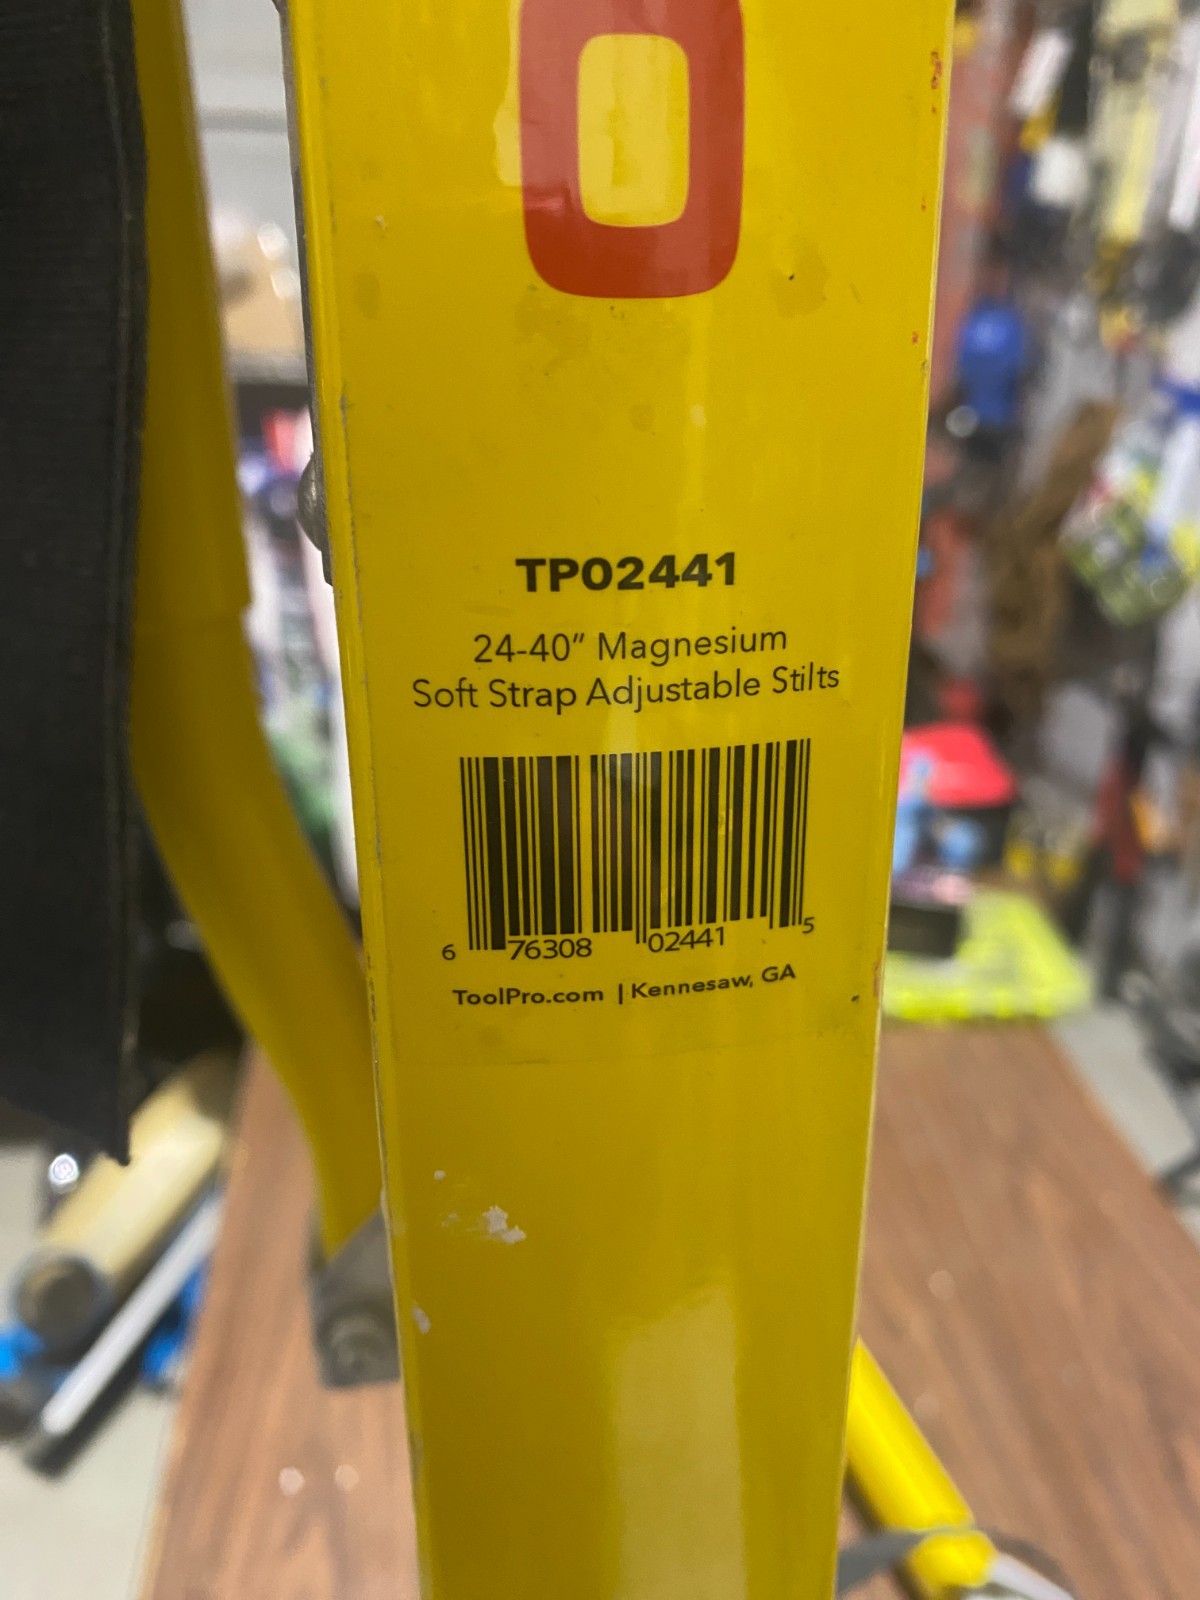 O
TP02441
24-40” Magnesium
Soft Strap Adjustable Stilts
6 76308 02441 5
ToolPro.com | Kennesaw, GA